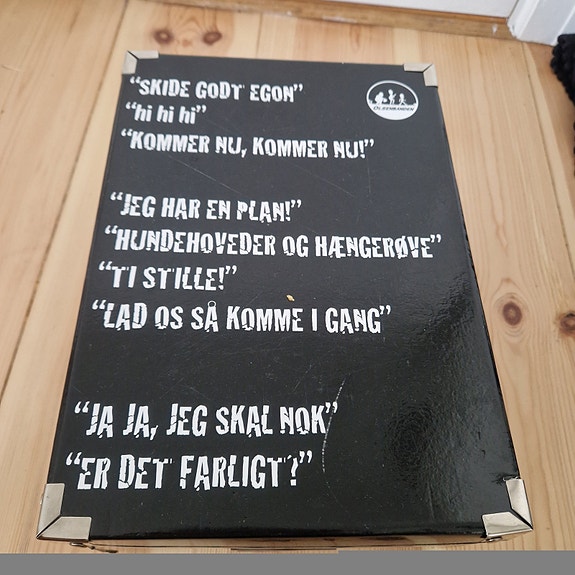 "SKIDE GODT EGON"
"hi hi hi"
"KOMMER NU, KOMMER NU!"
OLSENBANDEN
"JEG HAR EN PLAN!"
"HUNDEHOVEDER OG HÆNGERØVE"
"TI STILLE!"
"LAD OS SÅ KOMME I GANG"
"JA JA, JEG SKAL NOK"
"ER DET FARLIGT?"